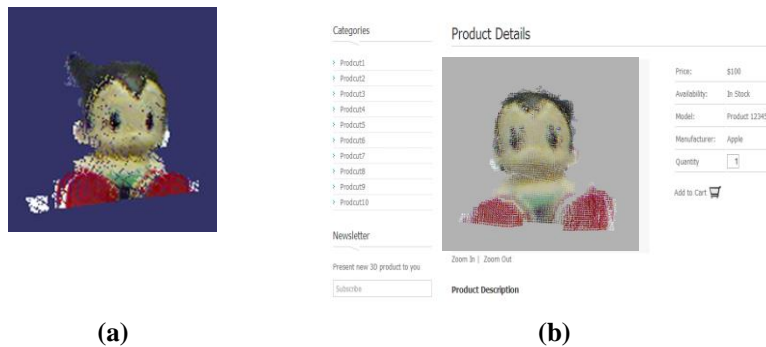 Categories
Prodcut1
Prodcut2
Prodcut3
Prodcut4
Prodcut5
Prodcut6
Prodcut7
Prodcut8
Prodcut9
Prodcut10
Newsletter
Present new 3D product to you
Subscribe
Product Details
Zoom In | Zoom Out
Product Description
Price: $100
Availability: In Stock
Model: Product 12345
Manufacturer: Apple
Quantity 1
Add to Cart
(a)
(b)